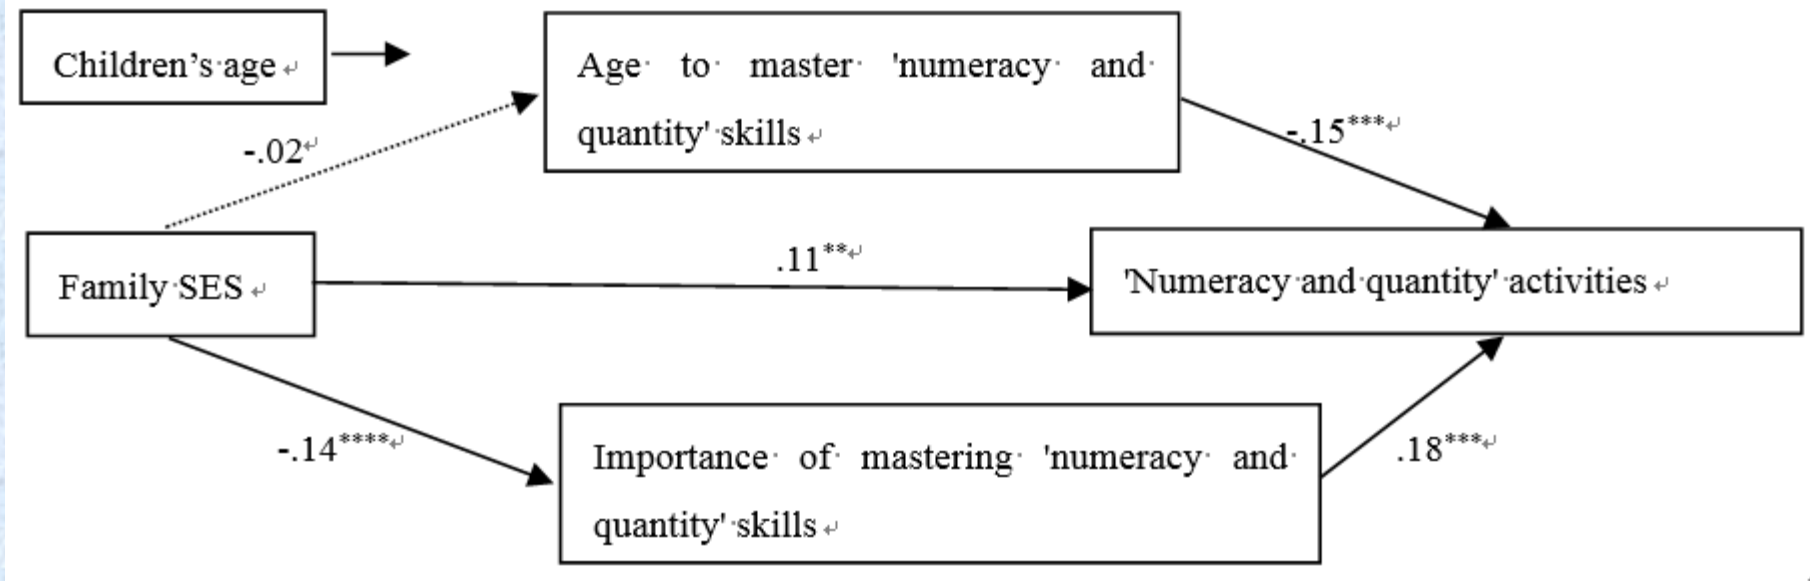 Children's age
Age to master 'numeracy and
quantity' skills
-.02
-.15***
Family SES
.11**
'Numeracy and quantity' activities
-.14****
.18***
Importance of mastering 'numeracy and
quantity' skills